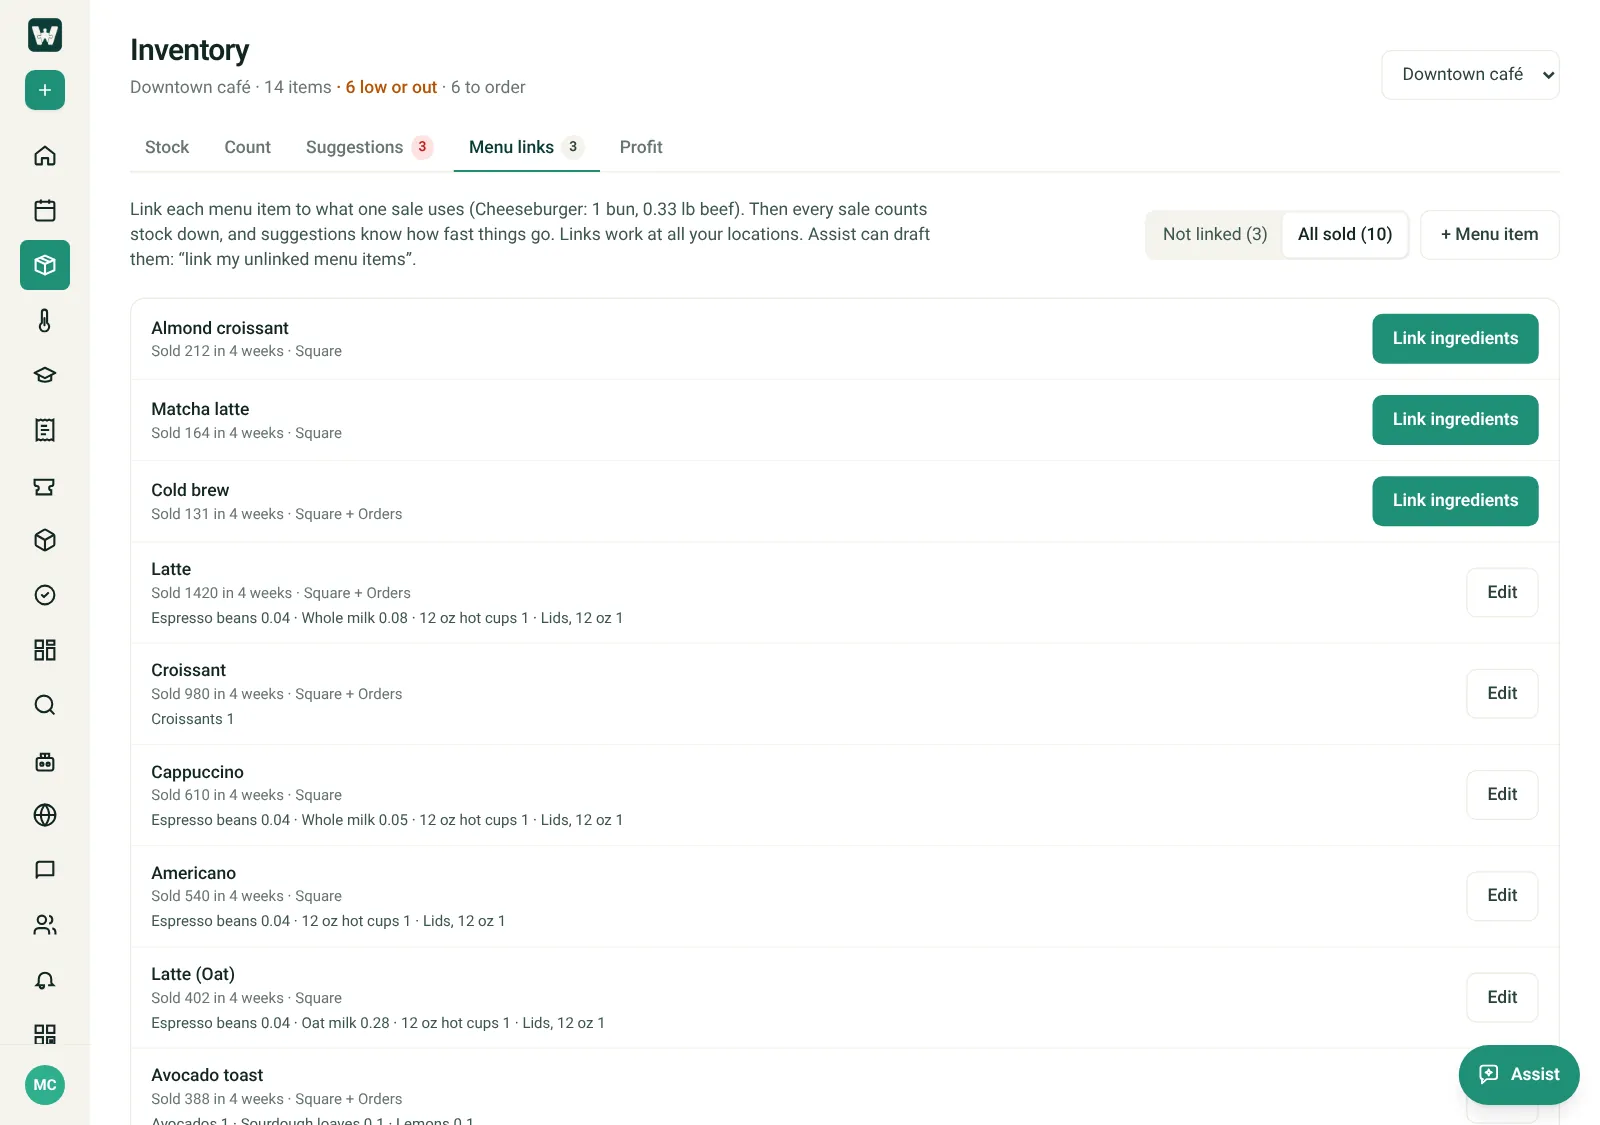 W
+
Inventory
Downtown café · 14 items · 6 low or out · 6 to order
Downtown café
Stock
Count
Suggestions 3
Menu links 3
Profit
Link each menu item to what one sale uses (Cheeseburger: 1 bun, 0.33 lb beef). Then every sale counts
stock down, and suggestions know how fast things go. Links work at all your locations. Assist can draft
them: “link my unlinked menu items”.
Not linked (3)
All sold (10)
+ Menu item
Almond croissant
Sold 212 in 4 weeks · Square
Link ingredients
Matcha latte
Sold 164 in 4 weeks · Square
Link ingredients
Cold brew
Sold 131 in 4 weeks · Square + Orders
Link ingredients
Latte
Sold 1420 in 4 weeks · Square + Orders
Espresso beans 0.04 · Whole milk 0.08 · 12 oz hot cups 1 · Lids, 12 oz 1
Edit
Croissant
Sold 980 in 4 weeks · Square + Orders
Croissants 1
Edit
Cappuccino
Sold 610 in 4 weeks · Square
Espresso beans 0.04 · Whole milk 0.05 · 12 oz hot cups 1 · Lids, 12 oz 1
Edit
Americano
Sold 540 in 4 weeks · Square
Espresso beans 0.04 · 12 oz hot cups 1 · Lids, 12 oz 1
Edit
Latte (Oat)
Sold 402 in 4 weeks · Square
Espresso beans 0.04 · Oat milk 0.28 · 12 oz hot cups 1 · Lids, 12 oz 1
Edit
Avocado toast
Sold 388 in 4 weeks · Square + Orders
Avocados 1 · Sourdough loaves 0.1 · Lemons 0.1
Assist
MC